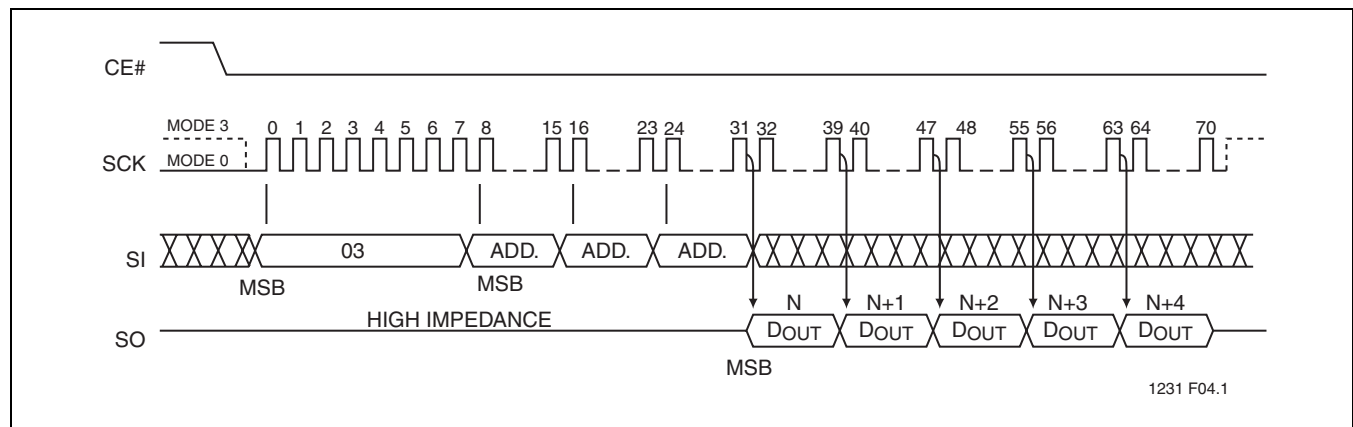 CE#
MODE 3
0 1 2 3 4 5 6 7 8 15 16 23 24 31 32 39 40 47 48 55 56 63 64 70
SCK
MODE 0
SI
03 ADD. ADD. ADD.
MSB MSB
N N+1 N+2 N+3 N+4
HIGH IMPEDANCE
SO
DOUT DOUT DOUT DOUT DOUT
MSB
1231 F04.1